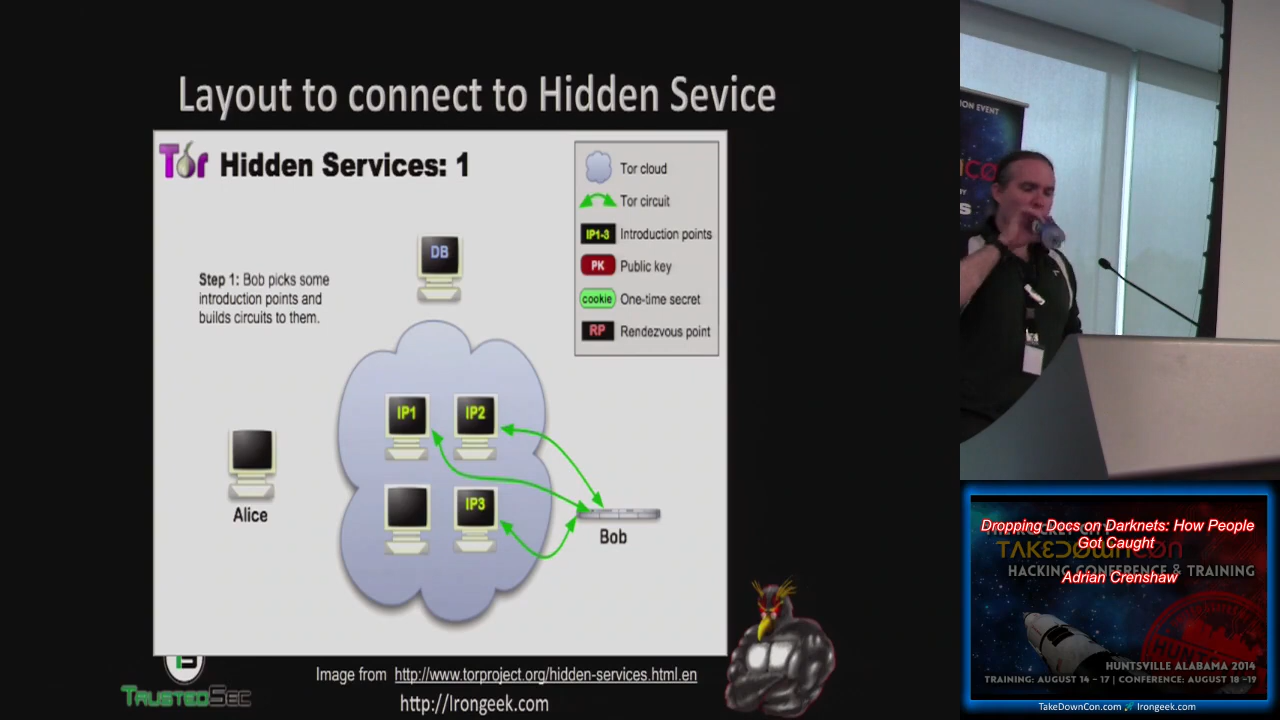 Layout to connect to Hidden Sevice
Tor Hidden Services: 1
Tor cloud
Tor circuit
IP1-3 Introduction points
PK Public key
cookie One-time secret
RP Rendezvous point
DB
Step 1: Bob picks some
introduction points and
builds circuits to them.
IP1
IP2
IP3
Alice
Bob
TRUSTEDSEC
Image from http://www.torproject.org/hidden-services.html.en
http://Irongeek.com
ION EVENT
Dropping Docs on Darknets: How People
Got Caught
TAKEDOWNCON
HACKING CONFERENCE & TRAINING
Adrian Crenshaw
HUNTSVILLE ALABAMA 2014
TRAINING: AUGUST 14 - 17 | CONFERENCE: AUGUST 18 -19
TakeDownCon.com Irongeek.com